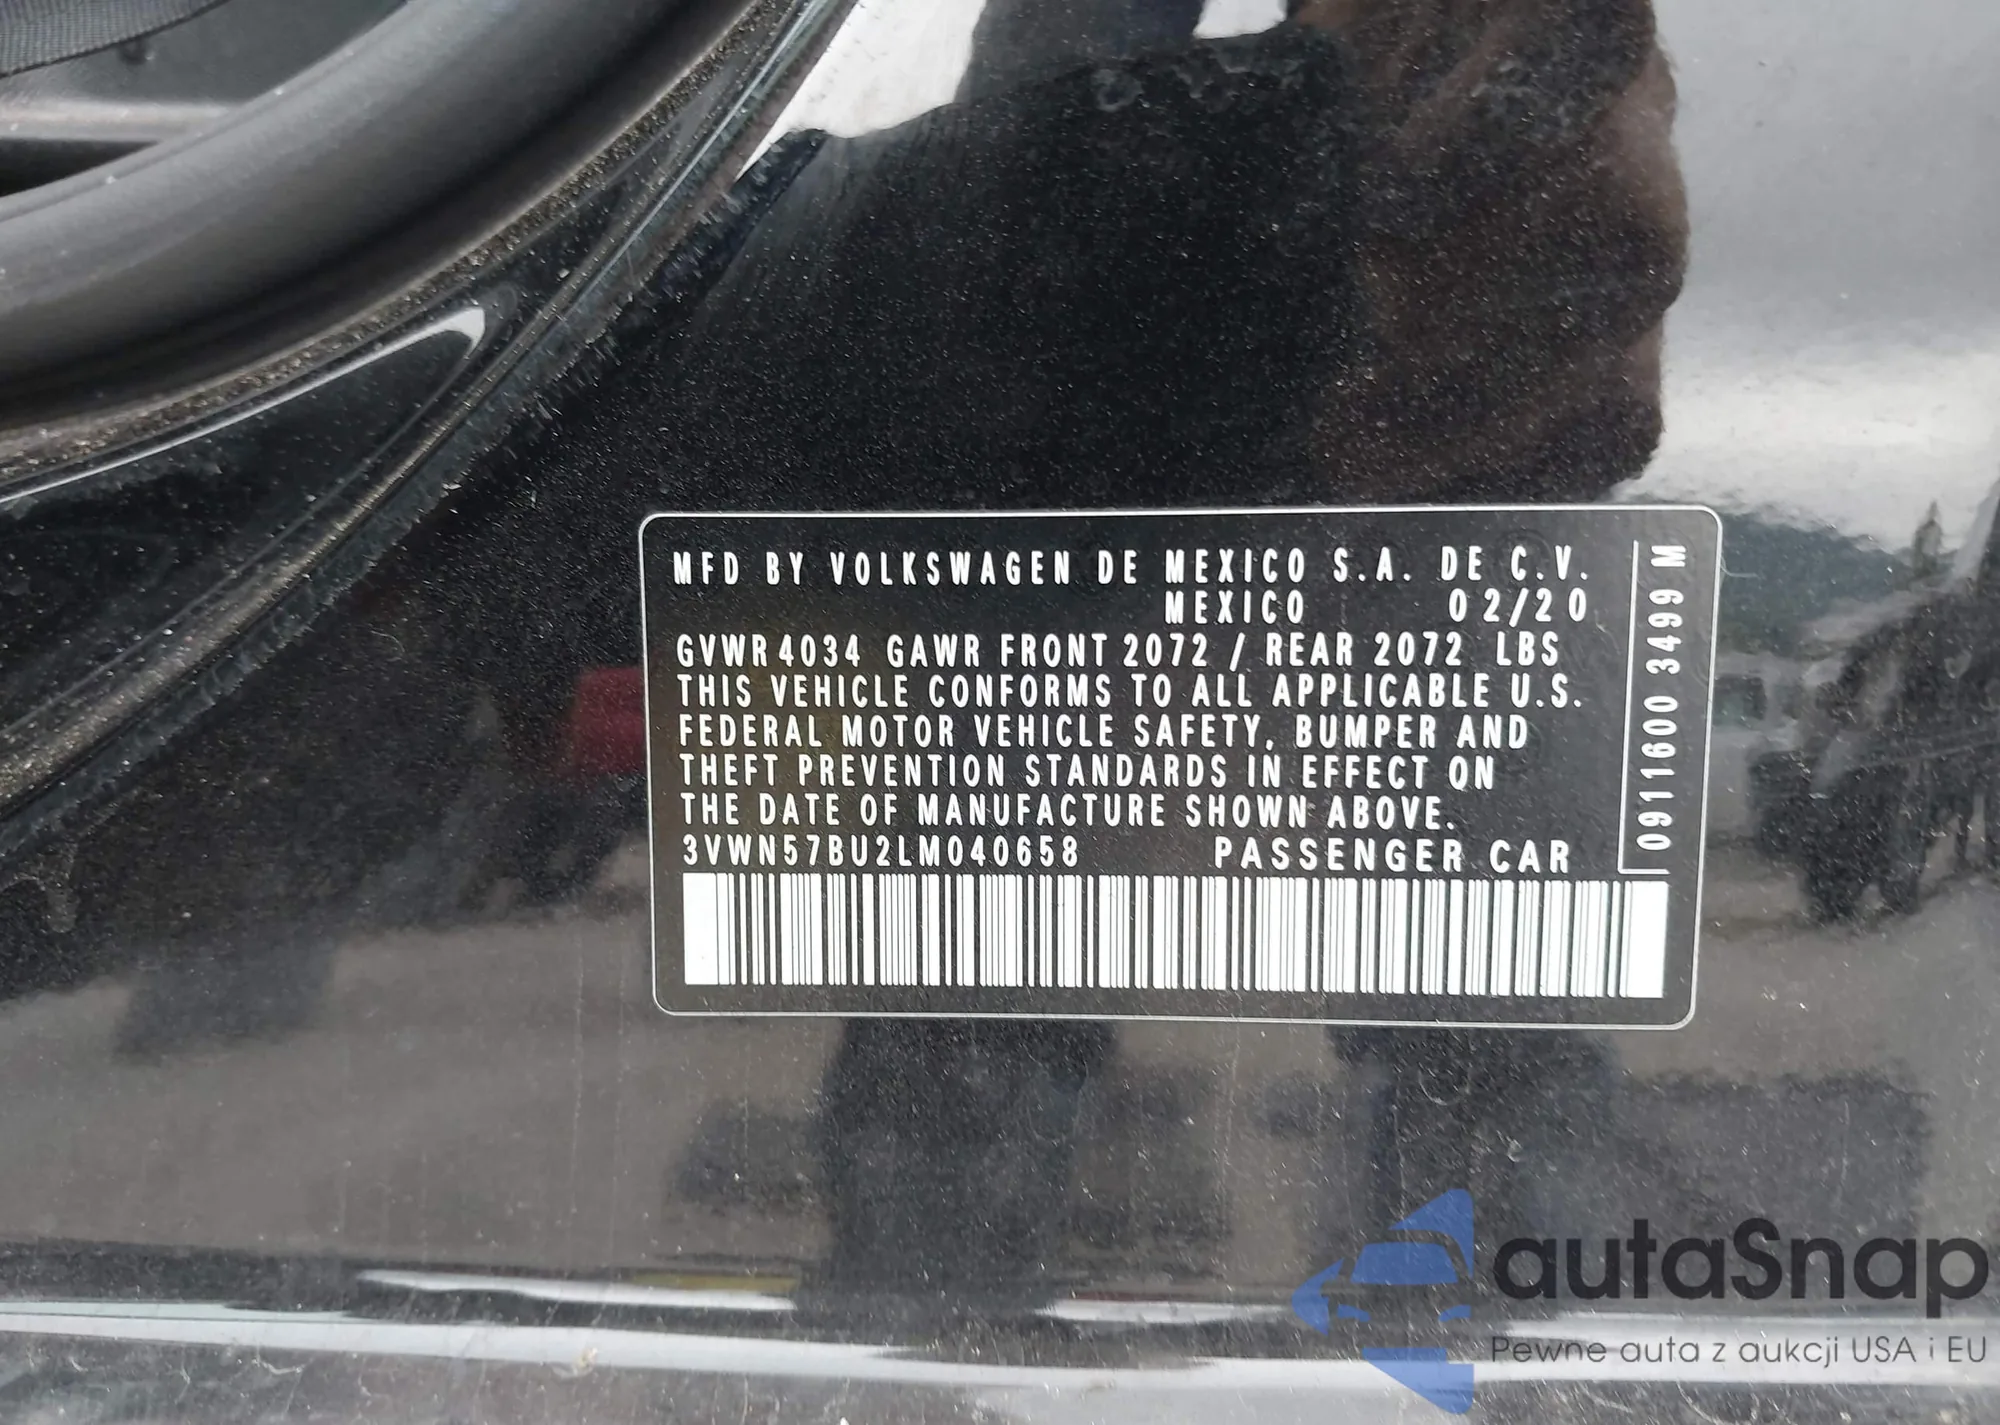 MFD BY VOLKSWAGEN DE MEXICO S.A. DE C.V.
MEXICO 02/20
GVWR 4034 GAWR FRONT 2072 / REAR 2072 LBS
THIS VEHICLE CONFORMS TO ALL APPLICABLE U.S.
FEDERAL MOTOR VEHICLE SAFETY, BUMPER AND
THEFT PREVENTION STANDARDS IN EFFECT ON
THE DATE OF MANUFACTURE SHOWN ABOVE.
3VWN57BU2LM040658 PASSENGER CAR
0911600 3499 M
autaSnap
Pewne auta z aukcji USA i EU